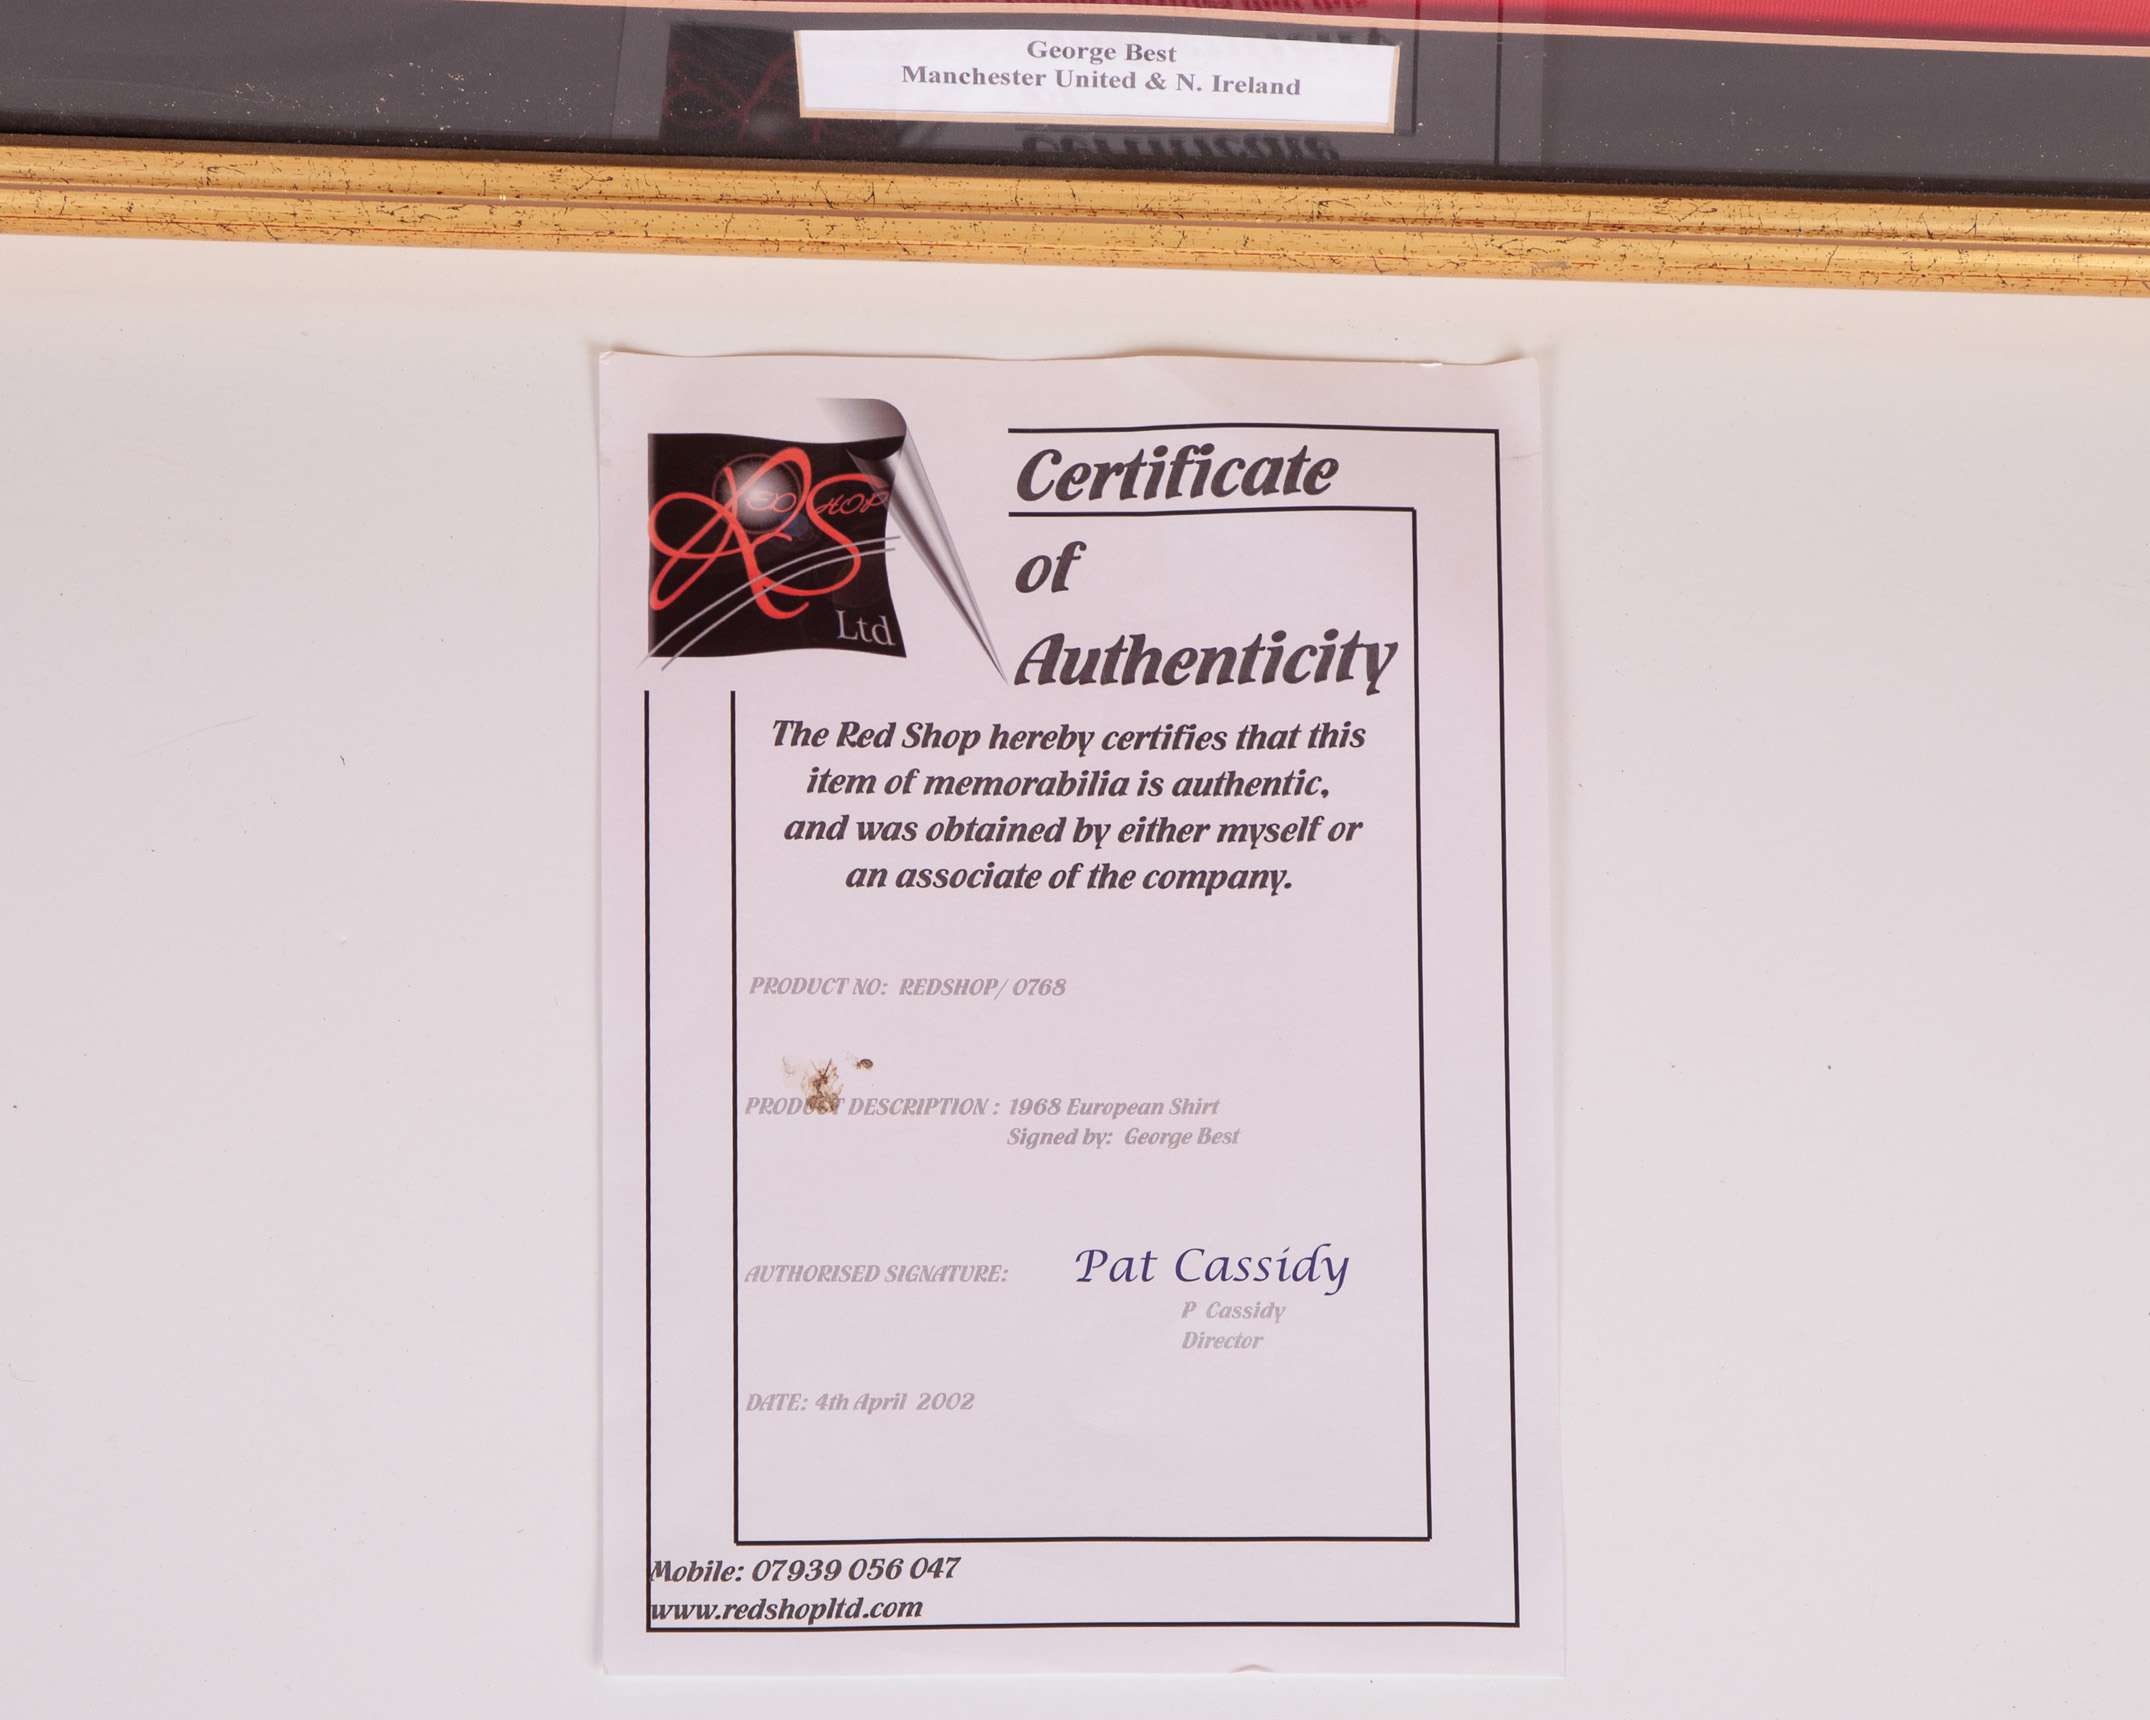 George Best
Manchester United & N. Ireland
RED SHOP
Ltd
Certificate
of
Authenticity
The Red Shop hereby certifies that this
item of memorabilia is authentic,
and was obtained by either myself or
an associate of the company.
PRODUCT NO: REDSHOP/ 0768
PRODUCT DESCRIPTION : 1968 European Shirt
Signed by: George Best
AUTHORISED SIGNATURE: Pat Cassidy
P Cassidy
Director
DATE: 4th April 2002
Mobile: 07939 056 047
www.redshopltd.com